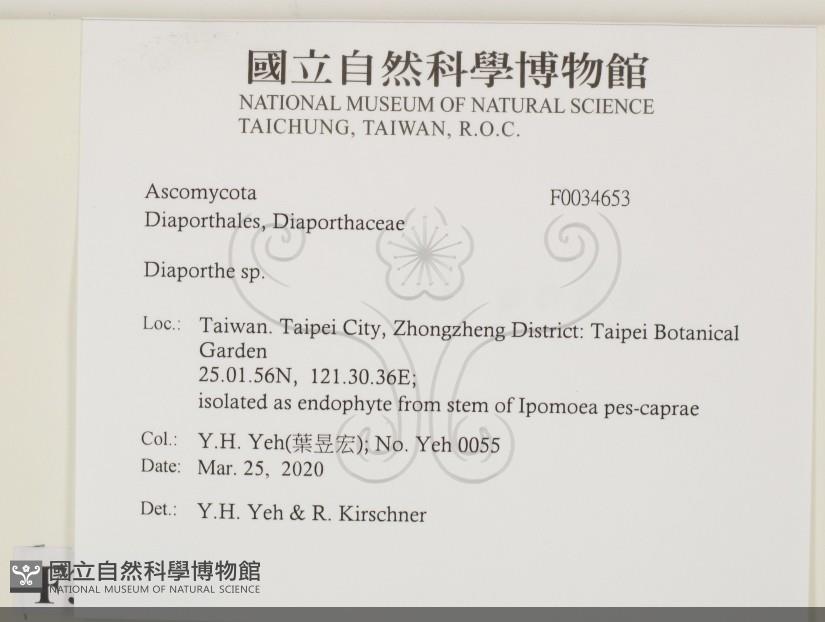 國立自然科學博物館
NATIONAL MUSEUM OF NATURAL SCIENCE
TAICHUNG, TAIWAN, R.O.C.
Ascomycota F0034653
Diaporthales, Diaporthaceae
Diaporthe sp.
Loc.: Taiwan. Taipei City, Zhongzheng District: Taipei Botanical
Garden
25.01.56N, 121.30.36E;
isolated as endophyte from stem of Ipomoea pes-caprae
Col.: Y.H. Yeh(葉昱宏); No. Yeh 0055
Date: Mar. 25, 2020
Det.: Y.H. Yeh & R. Kirschner
國立自然科學博物館
NATIONAL MUSEUM OF NATURAL SCIENCE